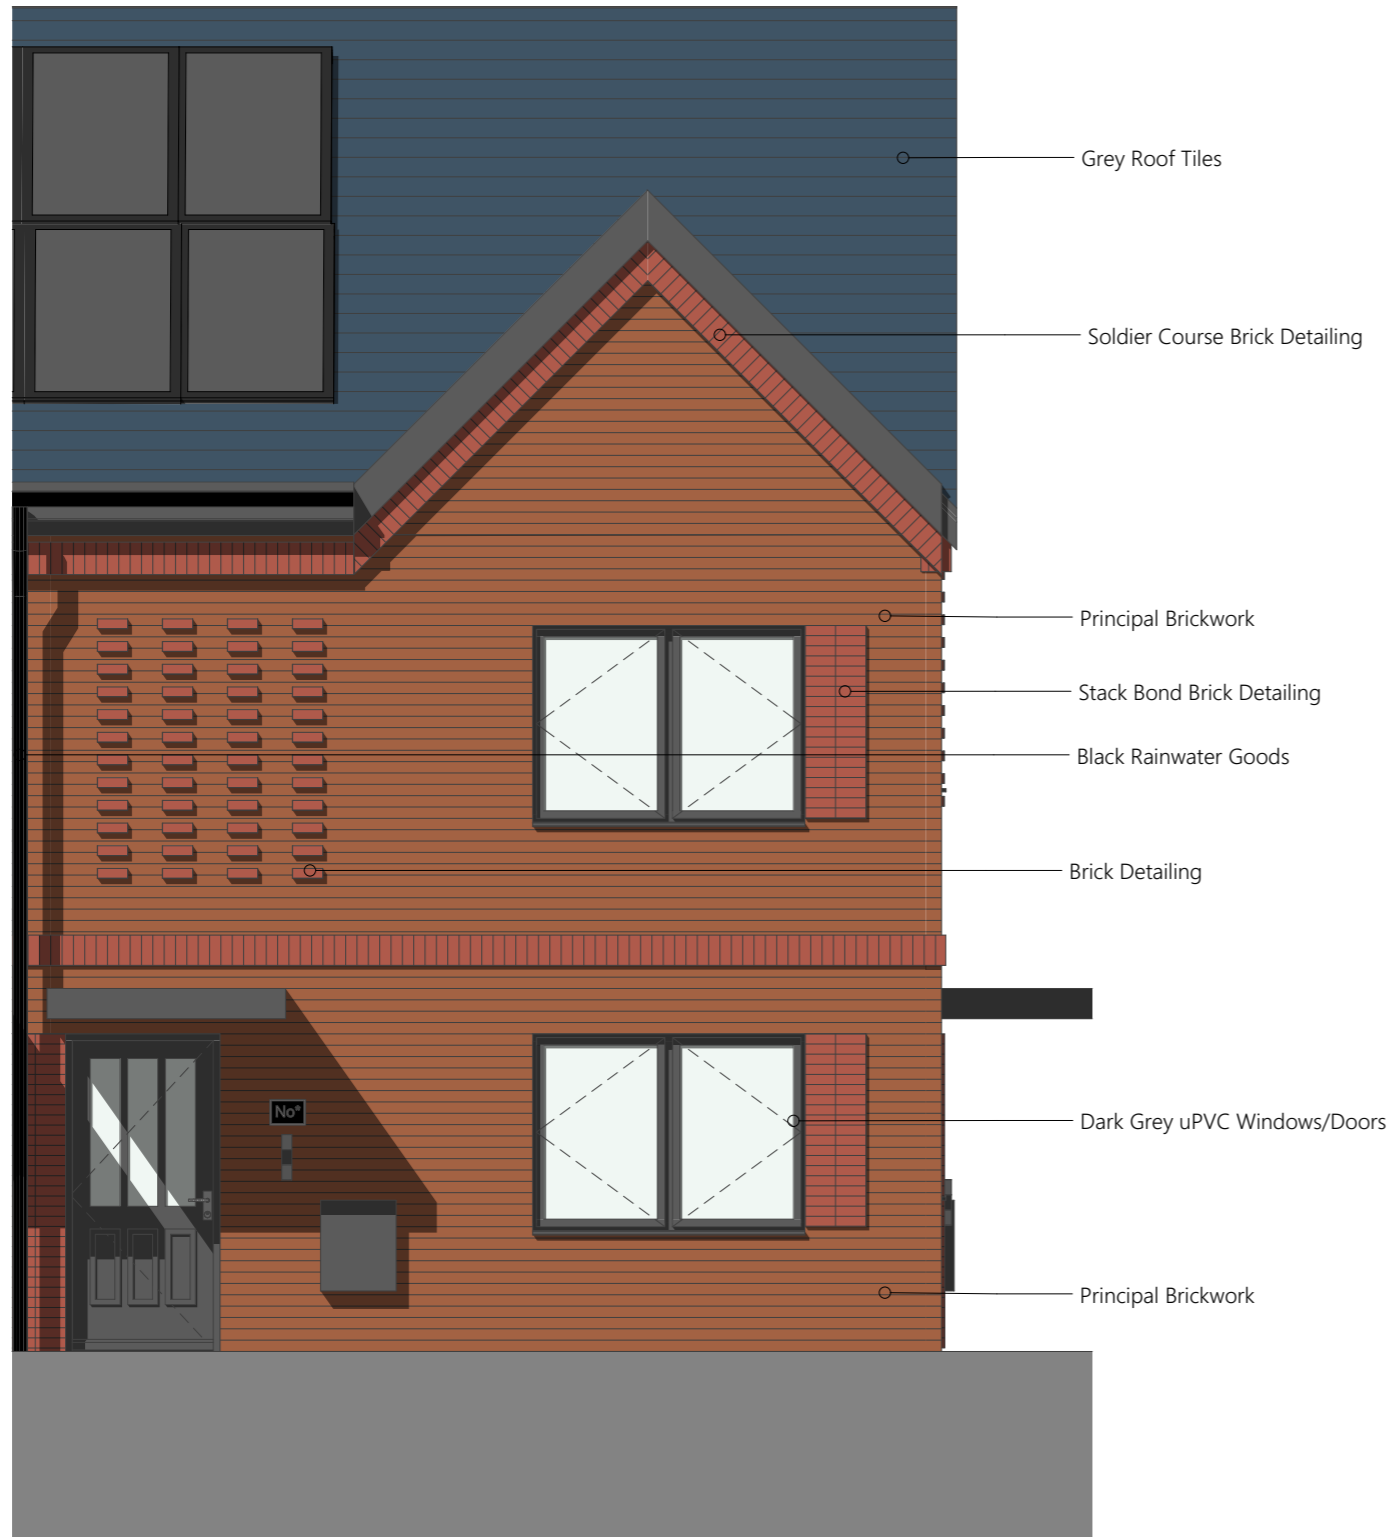 Grey Roof Tiles
Soldier Course Brick Detailing
Principal Brickwork
Stack Bond Brick Detailing
Black Rainwater Goods
Brick Detailing
No*
Dark Grey uPVC Windows/Doors
Principal Brickwork